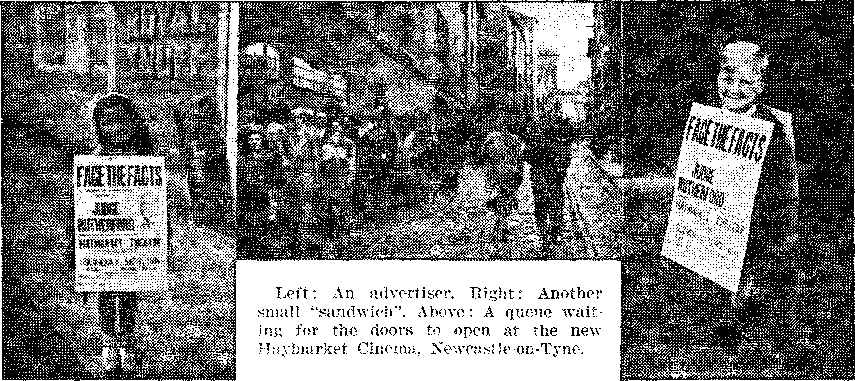 FACE THE FACTS
JUDGE
RUTHERFORD
HAYMARKET THEATRE
FACE THE FACTS
JUDGE
RUTHERFORD
Left: An advertiser. Right: Another
small "sandwich". Above: A queue wait-
ing for the doors to open at the new
Haymarket Cinema, Newcastle-on-Tyne.